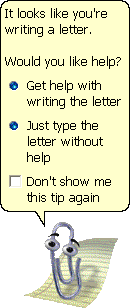 It looks like you're
writing a letter.
Would you like help?
Get help with
writing the letter
Just type the
letter without
help
Don't show me
this tip again